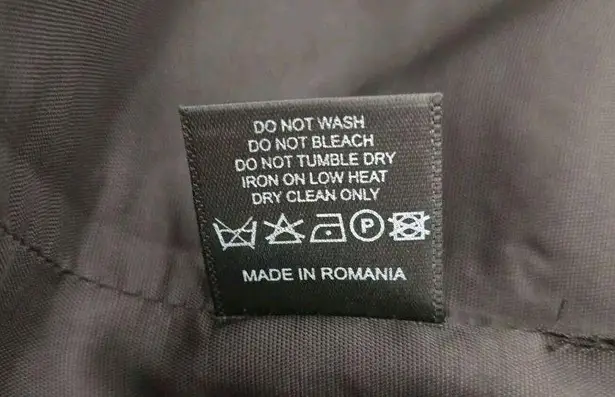 DO NOT WASH
DO NOT BLEACH
DO NOT TUMBLE DRY
IRON ON LOW HEAT
DRY CLEAN ONLY
P
MADE IN ROMANIA